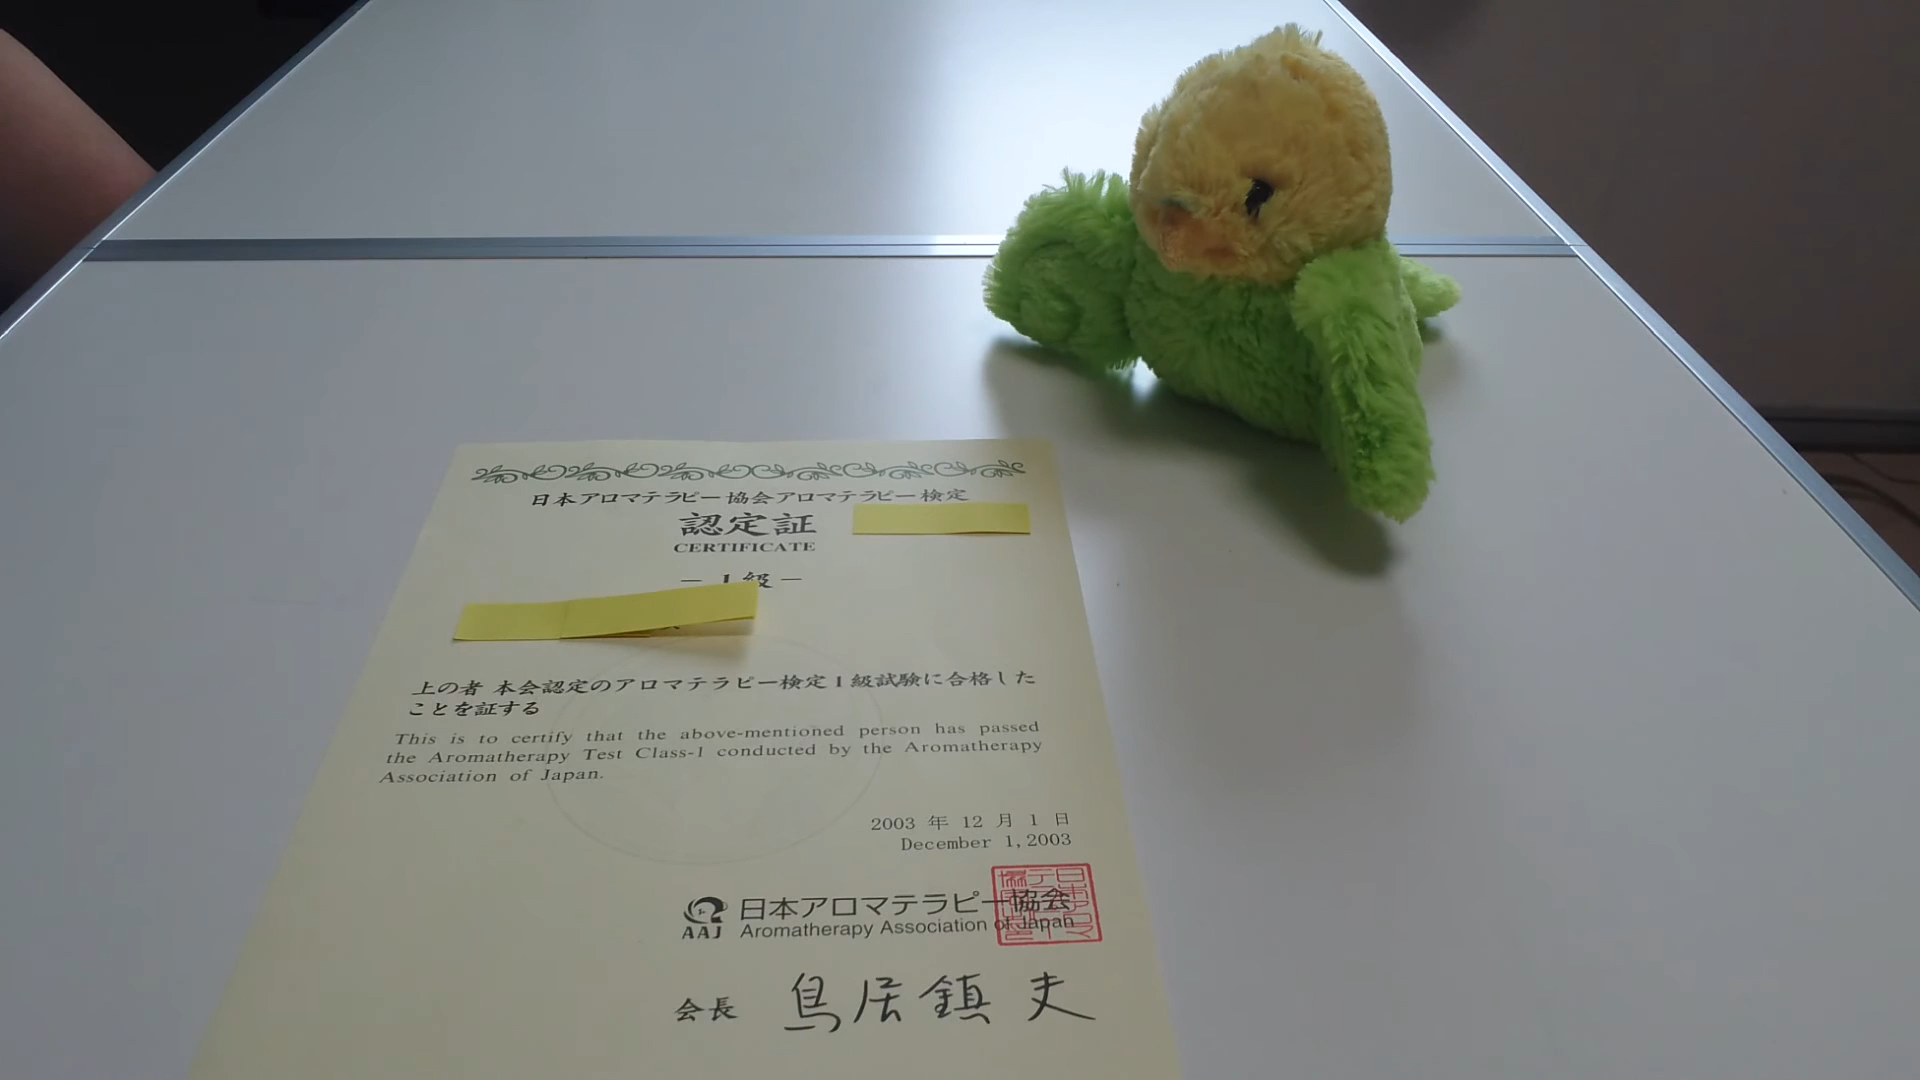 日本アロマテラピー協会アロマテラピー検定
認定証
CERTIFICATE
－1級－
上の者 本会認定のアロマテラピー検定1級試験に合格した
ことを証する
This is to certify that the above-mentioned person has passed
the Aromatherapy Test Class-1 conducted by the Aromatherapy
Association of Japan.
2003 年 12 月 1 日
December 1,2003
AAJ
日本アロマテラピー協会
Aromatherapy Association of Japan
会長 鳥居鎮夫